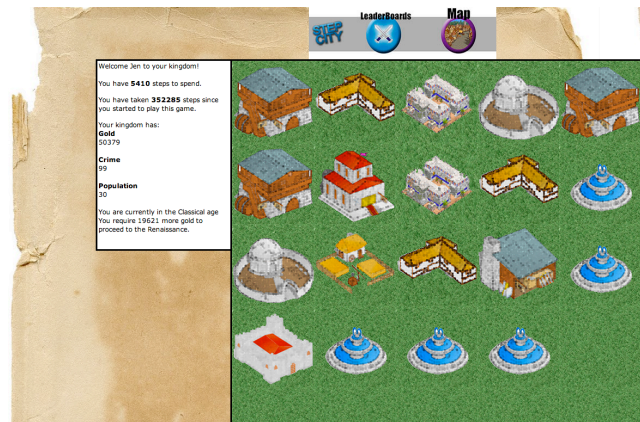 LeaderBoards
Map
STEP
CITY
Welcome Jen to your kingdom!
You have 5410 steps to spend.
You have taken 352285 steps since
you started to play this game.
Your kingdom has:
Gold
50379
Crime
99
Population
30
You are currently in the Classical age
You require 19621 more gold to
proceed to the Renaissance.